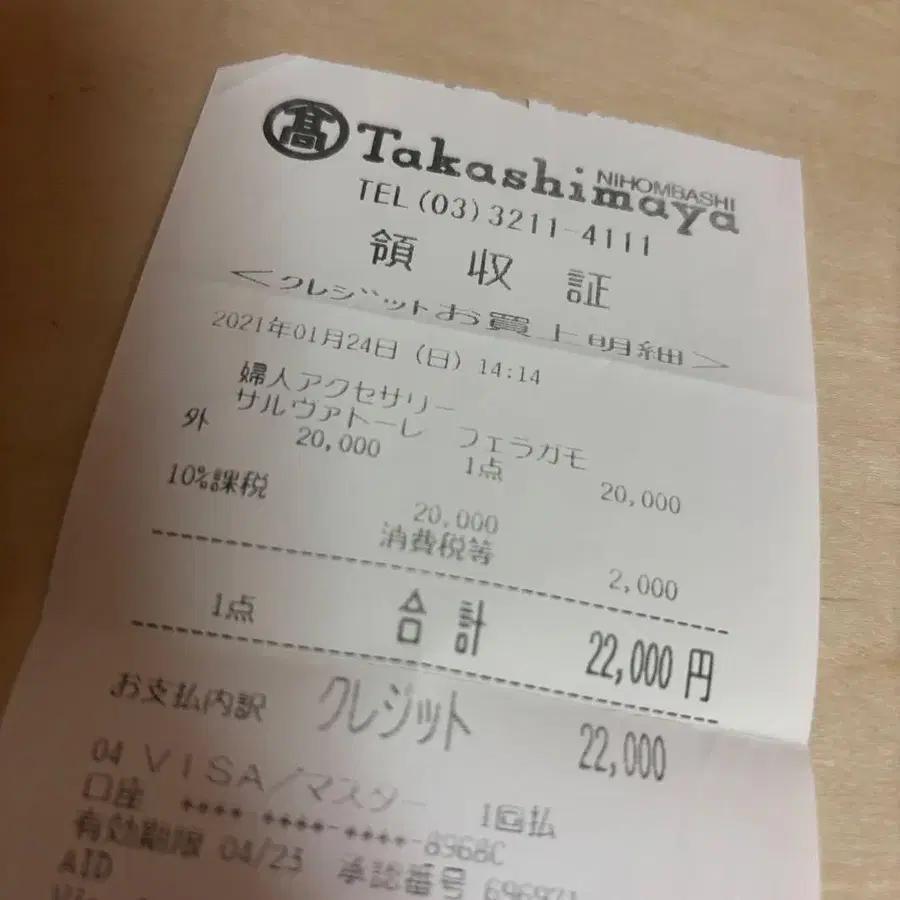 髙 Takashimaya NIHOMBASHI
TEL(03)3211-4111
領 収 証
<クレジットお買上明細>
2021年01月24日(日)14:14
婦人アクセサリー
サルヴァトーレ フェラガモ
外 20,000 1点 20,000
10%課税 20,000
消費税等 2,000
1点 合計 22,000円
お支払内訳 クレジット 22,000
04 VISA/マスター 1回払
口座 ****-****-****-8968C
有効期限 04/23 承認番号
AID